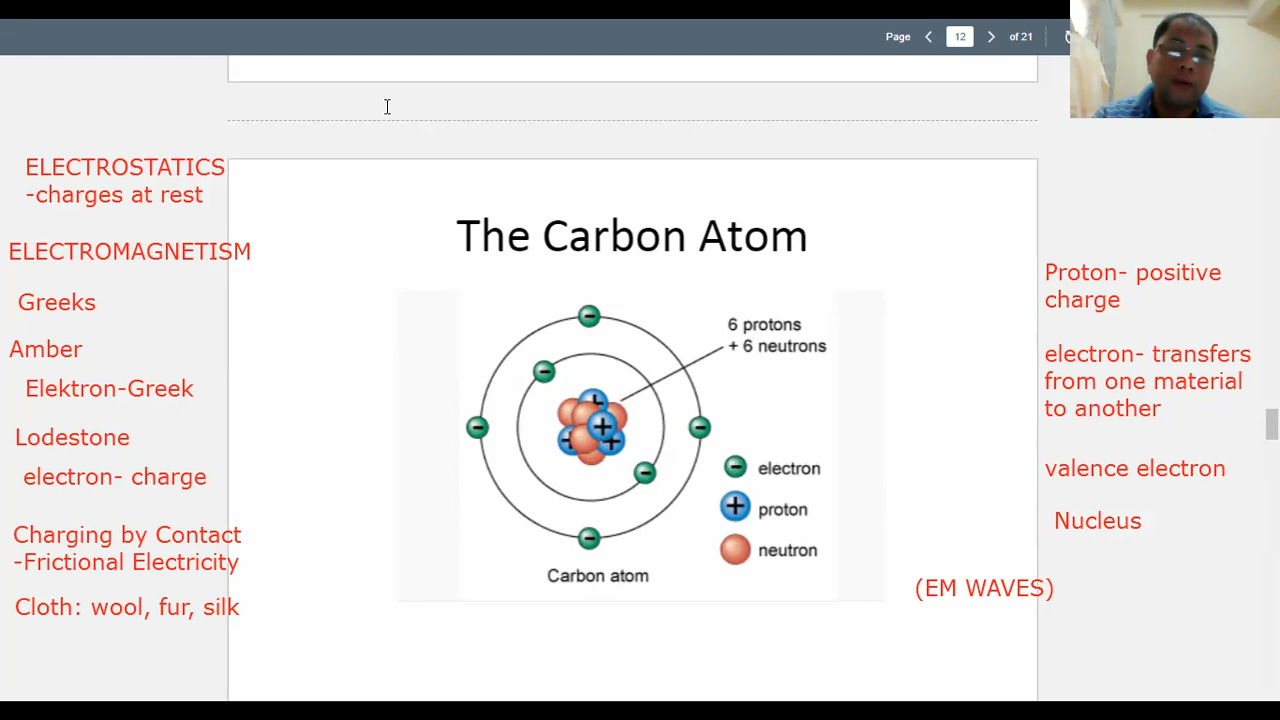 Page 12 of 21
ELECTROSTATICS
-charges at rest
ELECTROMAGNETISM
Greeks
Amber
Elektron-Greek
Lodestone
electron- charge
Charging by Contact
-Frictional Electricity
Cloth: wool, fur, silk
The Carbon Atom
6 protons
+ 6 neutrons
electron
proton
neutron
Carbon atom
(EM WAVES)
Proton- positive
charge
electron- transfers
from one material
to another
valence electron
Nucleus